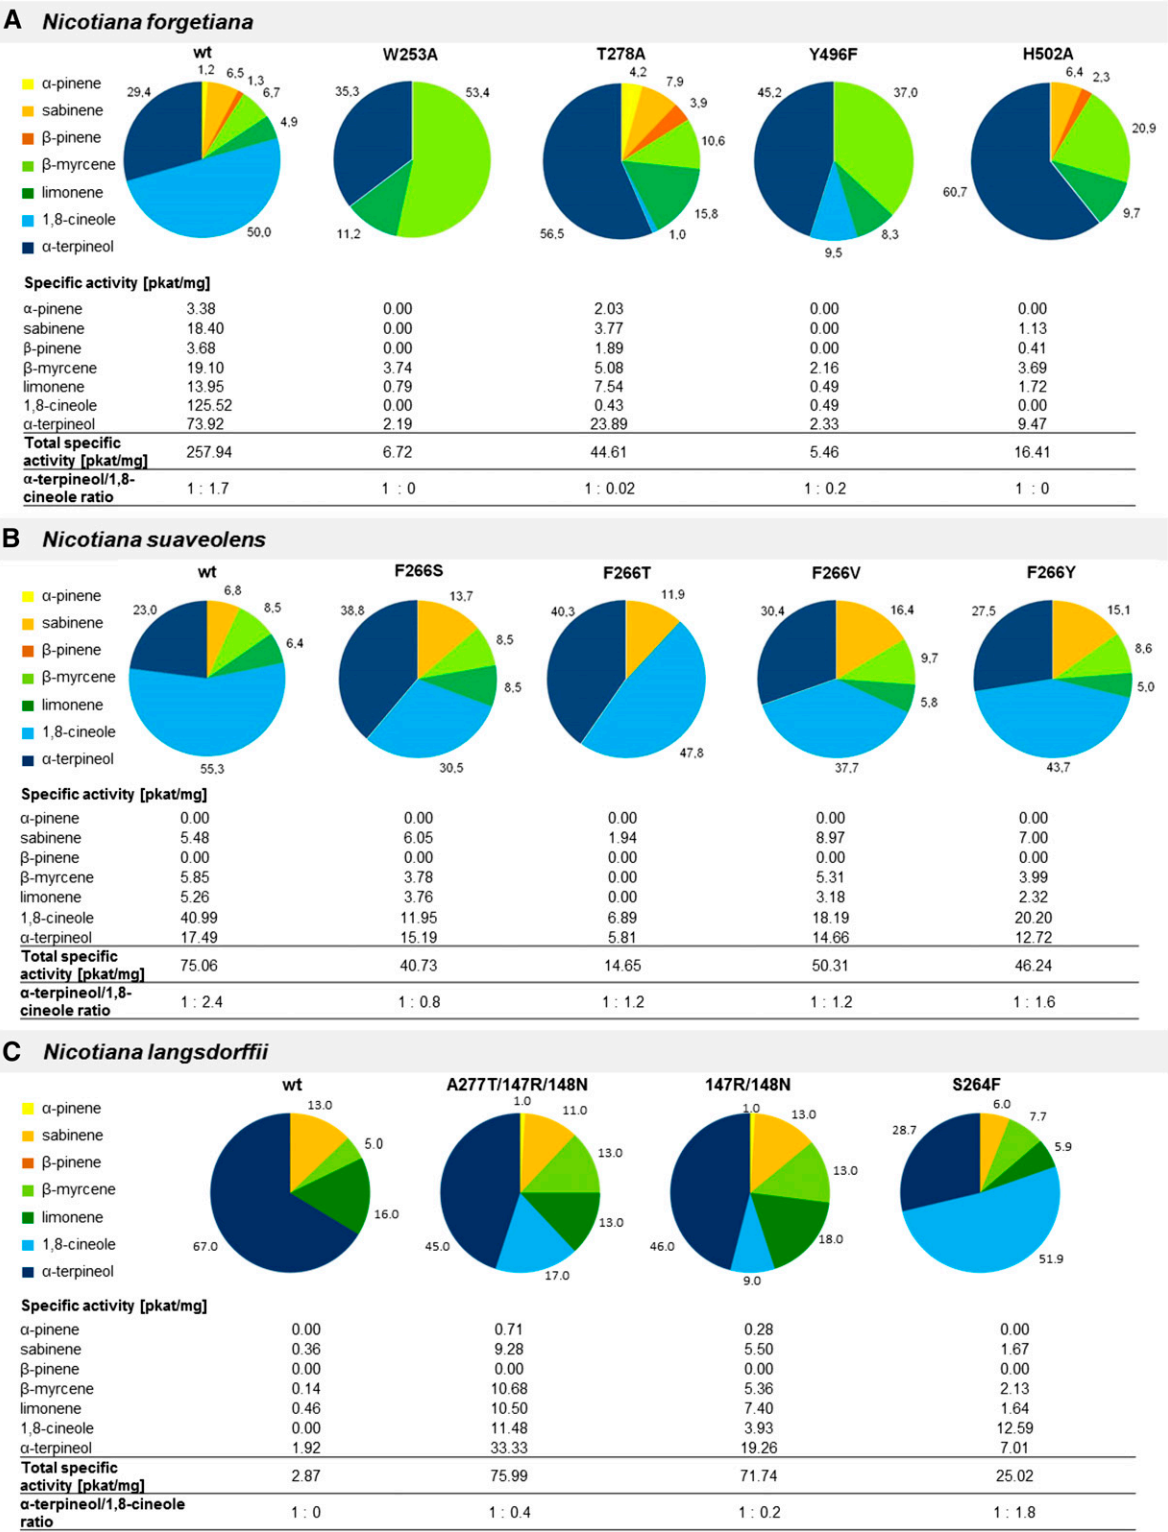 A Nicotiana forgetiana
wt W253A T278A Y496F H502A
α-pinene
sabinene
β-pinene
β-myrcene
limonene
1,8-cineole
α-terpineol
1,2 6,5 1,3 6,7 4,9 50,0 29,4
53,4 11,2 35,3
4,2 7,9 3,9 10,6 15,8 1,0 56,5
37,0 8,3 9,5 45,2
6,4 2,3 20,9 9,7 60,7
Specific activity [pkat/mg]
α-pinene 3.38 0.00 2.03 0.00 0.00
sabinene 18.40 0.00 3.77 0.00 1.13
β-pinene 3.68 0.00 1.89 0.00 0.41
β-myrcene 19.10 3.74 5.08 2.16 3.69
limonene 13.95 0.79 7.54 0.49 1.72
1,8-cineole 125.52 0.00 0.43 0.49 0.00
α-terpineol 73.92 2.19 23.89 2.33 9.47
Total specific
activity [pkat/mg] 257.94 6.72 44.61 5.46 16.41
α-terpineol/1,8-
cineole ratio 1 : 1.7 1 : 0 1 : 0.02 1 : 0.2 1 : 0
B Nicotiana suaveolens
wt F266S F266T F266V F266Y
α-pinene
sabinene
β-pinene
β-myrcene
limonene
1,8-cineole
α-terpineol
6,8 8,5 6,4 55,3 23,0
13,7 8,5 8,5 30,5 38,8
11,9 47,8 40,3
16,4 9,7 5,8 37,7 30,4
15,1 8,6 5,0 43,7 27,5
Specific activity [pkat/mg]
α-pinene 0.00 0.00 0.00 0.00 0.00
sabinene 5.48 6.05 1.94 8.97 7.00
β-pinene 0.00 0.00 0.00 0.00 0.00
β-myrcene 5.85 3.78 0.00 5.31 3.99
limonene 5.26 3.76 0.00 3.18 2.32
1,8-cineole 40.99 11.95 6.89 18.19 20.20
α-terpineol 17.49 15.19 5.81 14.66 12.72
Total specific
activity [pkat/mg] 75.06 40.73 14.65 50.31 46.24
α-terpineol/1,8-
cineole ratio 1 : 2.4 1 : 0.8 1 : 1.2 1 : 1.2 1 : 1.6
C Nicotiana langsdorffii
wt A277T/147R/148N 147R/148N S264F
α-pinene
sabinene
β-pinene
β-myrcene
limonene
1,8-cineole
α-terpineol
13.0 5.0 16.0 67.0
1.0 11.0 13.0 13.0 17.0 45.0
1.0 13.0 13.0 18.0 9.0 46.0
6.0 7.7 5.9 51.9 28.7
Specific activity [pkat/mg]
α-pinene 0.00 0.71 0.28 0.00
sabinene 0.36 9.28 5.50 1.67
β-pinene 0.00 0.00 0.00 0.00
β-myrcene 0.14 10.68 5.36 2.13
limonene 0.46 10.50 7.40 1.64
1,8-cineole 0.00 11.48 3.93 12.59
α-terpineol 1.92 33.33 19.26 7.01
Total specific
activity [pkat/mg] 2.87 75.99 71.74 25.02
α-terpineol/1,8-cineole
ratio 1 : 0 1 : 0.4 1 : 0.2 1 : 1.8